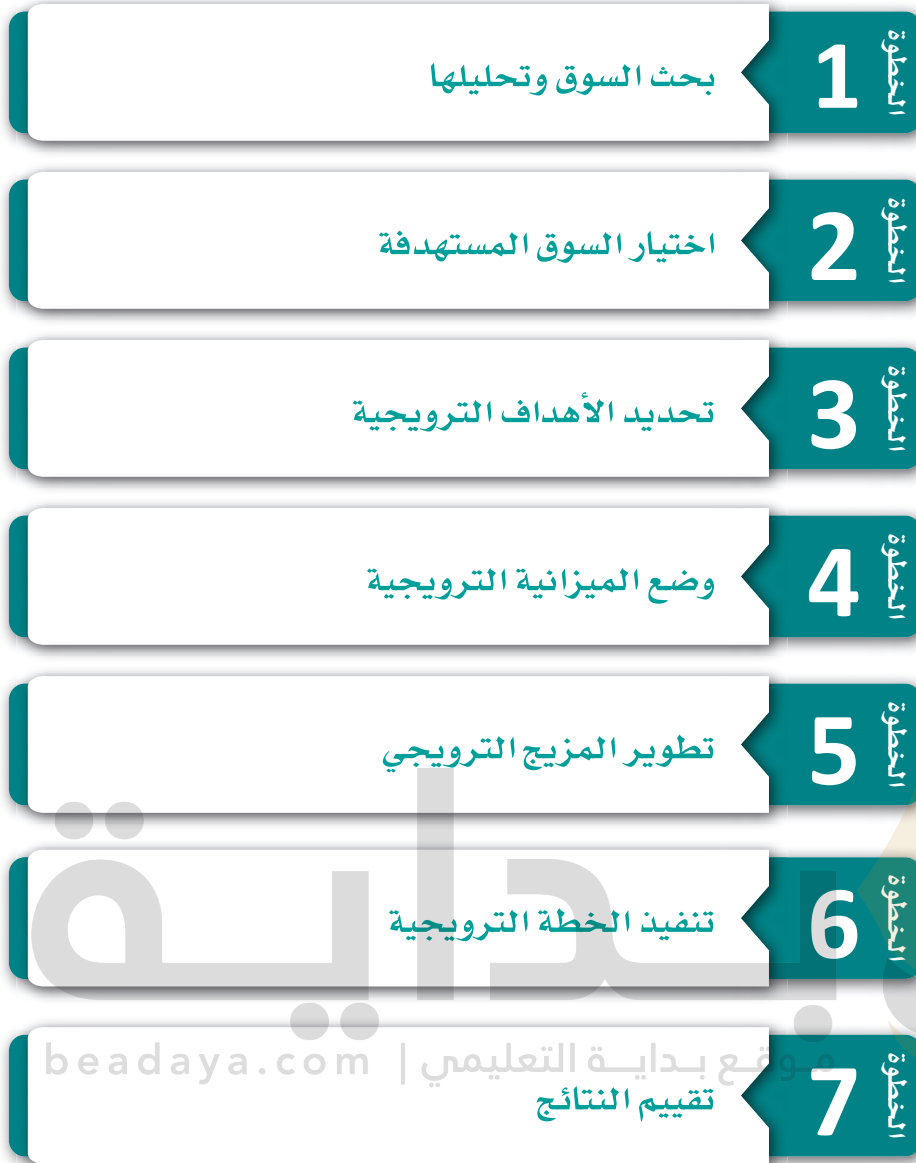 الخطوة
1
بحث السوق وتحليلها
الخطوة
2
اختيار السوق المستهدفة
الخطوة
3
تحديد الأهداف الترويجية
الخطوة
4
وضع الميزانية الترويجية
الخطوة
5
تطوير المزيج الترويجي
الخطوة
6
تنفيذ الخطة الترويجية
بداية
الخطوة
7
موقع بدايـة التعليمي | beadaya.com
تقييم النتائج